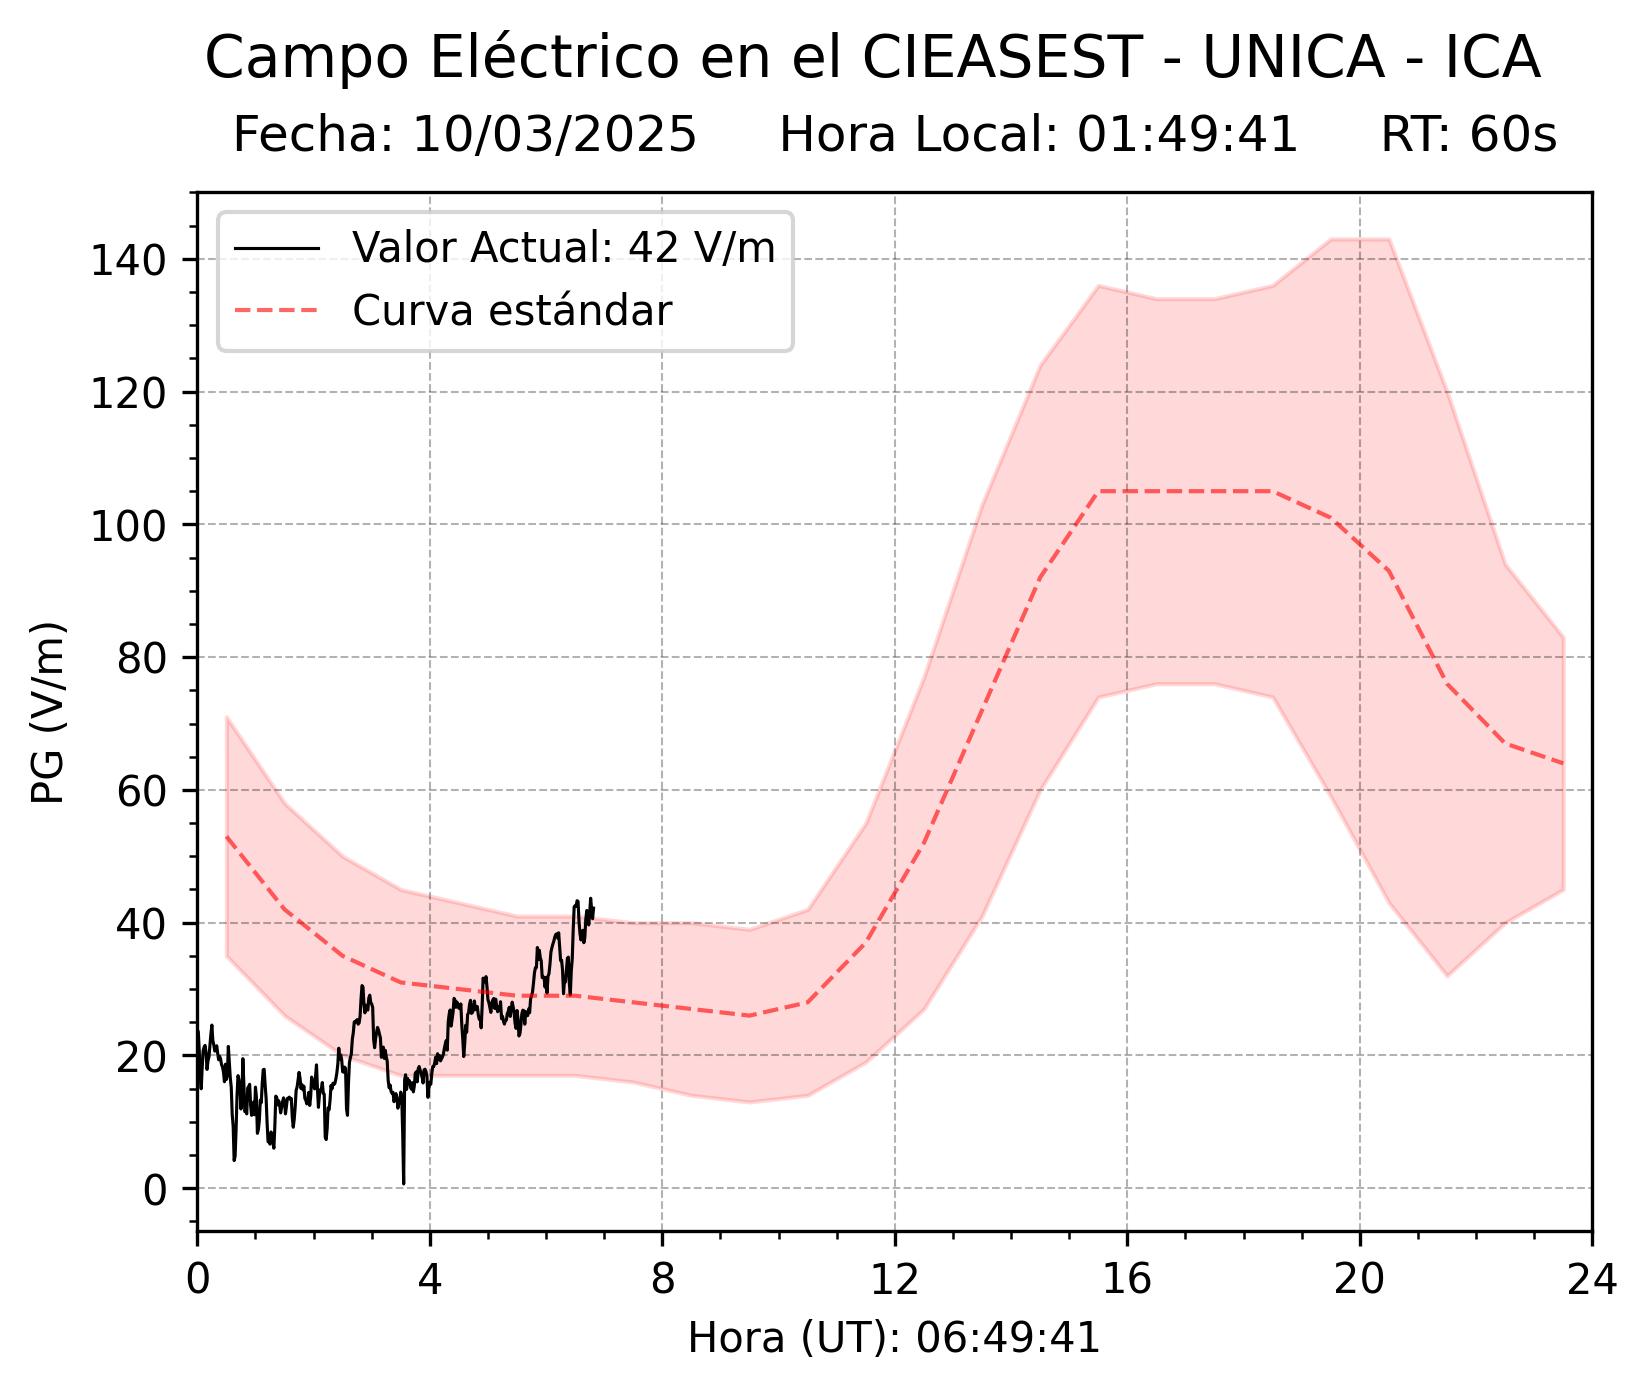 Campo Eléctrico en el CIEASEST - UNICA - ICA
Fecha: 10/03/2025 Hora Local: 01:49:41 RT: 60s
Valor Actual: 42 V/m
Curva estándar
PG (V/m)
140
120
100
80
60
40
20
0
0 4 8 12 16 20 24
Hora (UT): 06:49:41